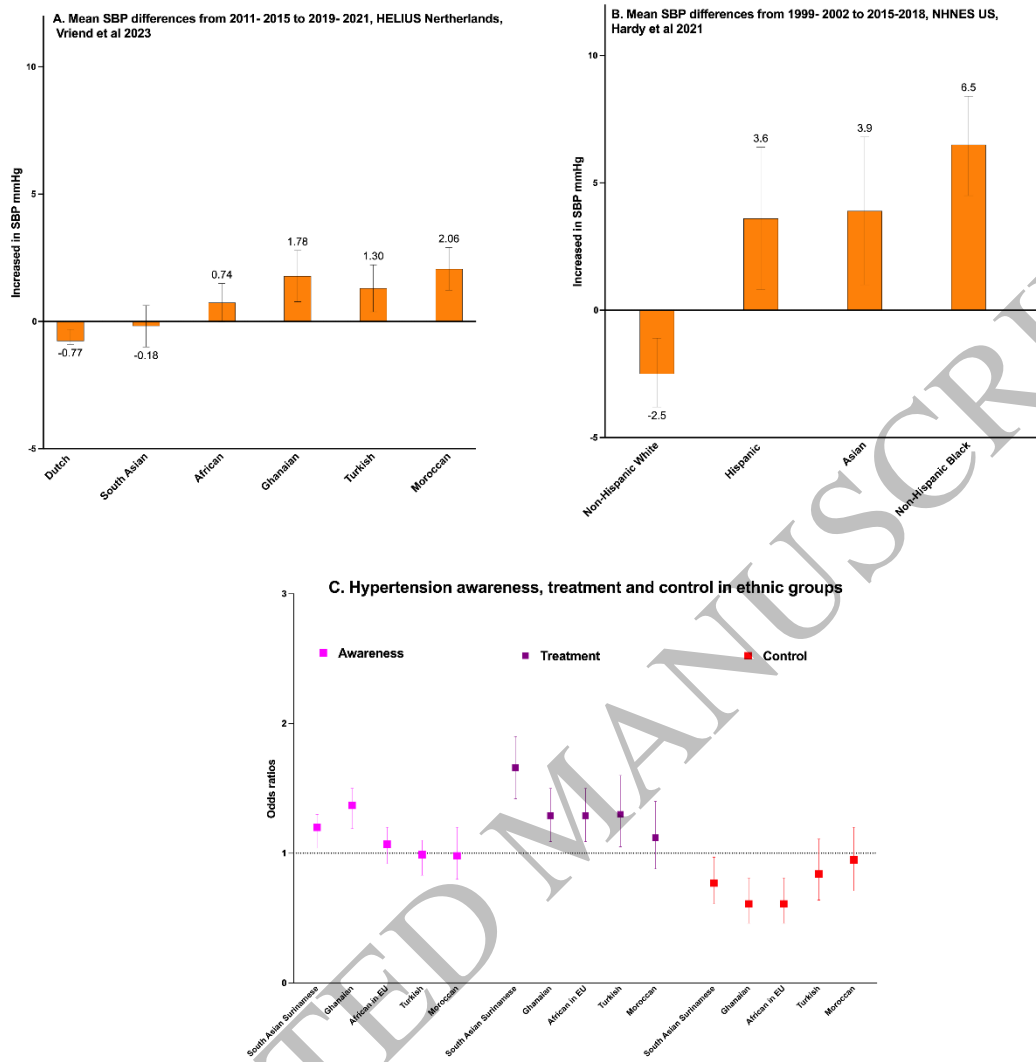 A. Mean SBP differences from 2011- 2015 to 2019- 2021, HELIUS Nertherlands,
Vriend et al 2023
Increased in SBP mmHg
10
5
0
-5
-0.77
-0.18
0.74
1.78
1.30
2.06
Dutch
South Asian
African
Ghanaian
Turkish
Moroccan
B. Mean SBP differences from 1999- 2002 to 2015-2018, NHNES US,
Hardy et al 2021
Increased in SBP mmHg
10
5
0
-5
-2.5
3.6
3.9
6.5
Non-Hispanic White
Hispanic
Asian
Non-Hispanic Black
C. Hypertension awareness, treatment and control in ethnic groups
Awareness
Treatment
Control
Odds ratios
3
2
1
0
South Asian Surinamese
Ghanaian
African in EU
Turkish
Moroccan
South Asian Surinamese
Ghanaian
African in EU
Turkish
Moroccan
South Asian Surinamese
Ghanaian
African in EU
Turkish
Moroccan
TED MANUSCRI